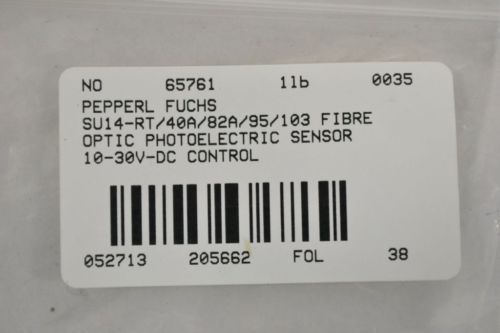 NO 65761 1lb 0035
PEPPERL FUCHS
SU14-RT/40A/82A/95/103 FIBRE
OPTIC PHOTOELECTRIC SENSOR
10-30V-DC CONTROL
052713 205662 FOL 38